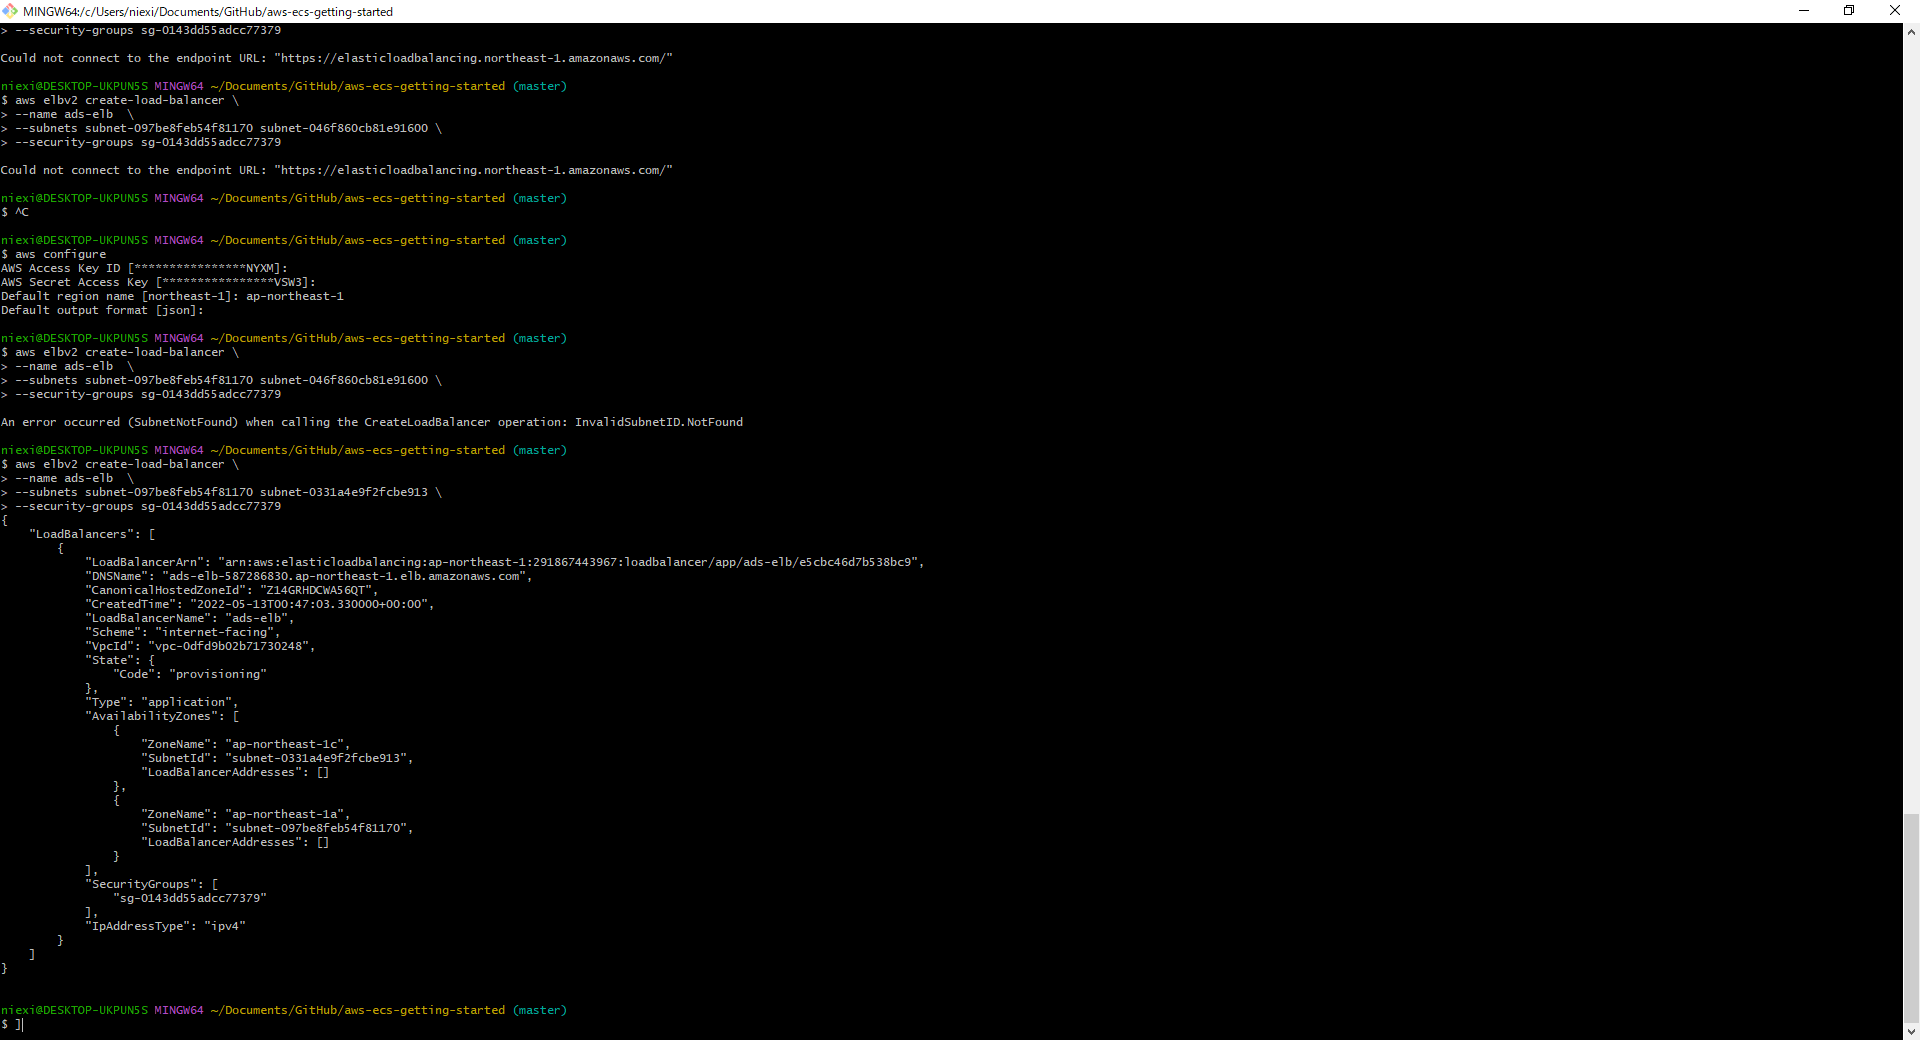 MINGW64:/c/Users/niexi/Documents/GitHub/aws-ecs-getting-started
> --security-groups sg-0143dd55adcc77379
Could not connect to the endpoint URL: "https://elasticloadbalancing.northeast-1.amazonaws.com/"
niexi@DESKTOP-UKPUN5S MINGW64 ~/Documents/GitHub/aws-ecs-getting-started (master)
$ aws elbv2 create-load-balancer \
> --name ads-elb  \
> --subnets subnet-097be8feb54f81170 subnet-046f860cb81e91600 \
> --security-groups sg-0143dd55adcc77379
Could not connect to the endpoint URL: "https://elasticloadbalancing.northeast-1.amazonaws.com/"
niexi@DESKTOP-UKPUN5S MINGW64 ~/Documents/GitHub/aws-ecs-getting-started (master)
$ ^C
niexi@DESKTOP-UKPUN5S MINGW64 ~/Documents/GitHub/aws-ecs-getting-started (master)
$ aws configure
AWS Access Key ID [****************NYXM]:
AWS Secret Access Key [****************VSW3]:
Default region name [northeast-1]: ap-northeast-1
Default output format [json]:
niexi@DESKTOP-UKPUN5S MINGW64 ~/Documents/GitHub/aws-ecs-getting-started (master)
$ aws elbv2 create-load-balancer \
> --name ads-elb  \
> --subnets subnet-097be8feb54f81170 subnet-046f860cb81e91600 \
> --security-groups sg-0143dd55adcc77379
An error occurred (SubnetNotFound) when calling the CreateLoadBalancer operation: InvalidSubnetID.NotFound
niexi@DESKTOP-UKPUN5S MINGW64 ~/Documents/GitHub/aws-ecs-getting-started (master)
$ aws elbv2 create-load-balancer \
> --name ads-elb  \
> --subnets subnet-097be8feb54f81170 subnet-0331a4e9f2fcbe913 \
> --security-groups sg-0143dd55adcc77379
{
    "LoadBalancers": [
        {
            "LoadBalancerArn": "arn:aws:elasticloadbalancing:ap-northeast-1:291867443967:loadbalancer/app/ads-elb/e5cbc46d7b538bc9",
            "DNSName": "ads-elb-587286830.ap-northeast-1.elb.amazonaws.com",
            "CanonicalHostedZoneId": "Z14GRHDCWA56QT",
            "CreatedTime": "2022-05-13T00:47:03.330000+00:00",
            "LoadBalancerName": "ads-elb",
            "Scheme": "internet-facing",
            "VpcId": "vpc-0dfd9b02b71730248",
            "State": {
                "Code": "provisioning"
            },
            "Type": "application",
            "AvailabilityZones": [
                {
                    "ZoneName": "ap-northeast-1c",
                    "SubnetId": "subnet-0331a4e9f2fcbe913",
                    "LoadBalancerAddresses": []
                },
                {
                    "ZoneName": "ap-northeast-1a",
                    "SubnetId": "subnet-097be8feb54f81170",
                    "LoadBalancerAddresses": []
                }
            ],
            "SecurityGroups": [
                "sg-0143dd55adcc77379"
            ],
            "IpAddressType": "ipv4"
        }
    ]
}
niexi@DESKTOP-UKPUN5S MINGW64 ~/Documents/GitHub/aws-ecs-getting-started (master)
$ ]